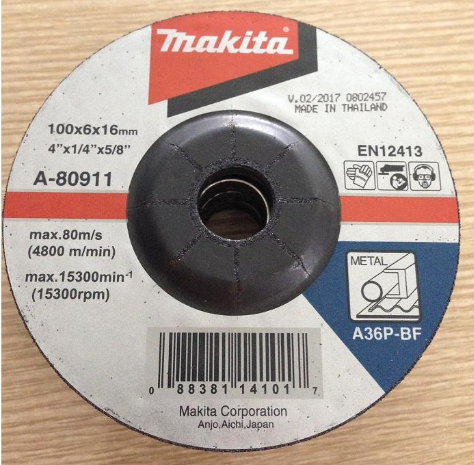 makita
V.02/2017 0802457
MADE IN THAILAND
100x6x16mm
4"x1/4"x5/8"
EN12413
A-80911
max.80m/s
(4800 m/min)
max.15300min-¹
(15300rpm)
METAL
A36P-BF
0 88381 14101 7
Makita Corporation
Anjo,Aichi,Japan